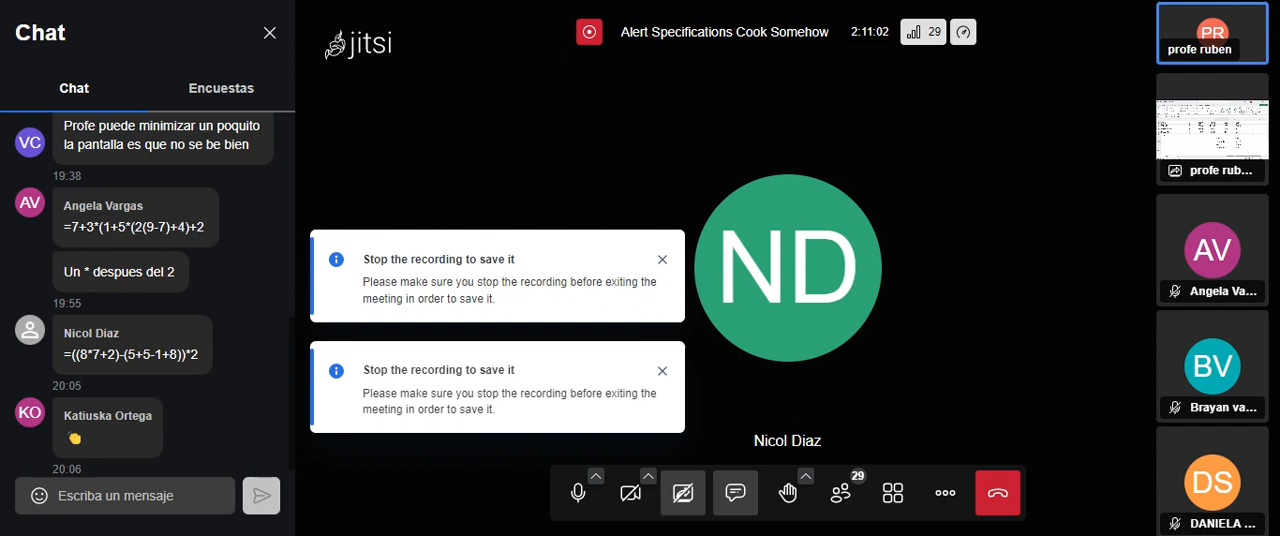 Chat
Chat
Encuestas
VC
Profe puede minimizar un poquito
la pantalla es que no se be bien
19:38
AV
Angela Vargas
=7+3*(1+5*(2(9-7)+4)+2
Un * despues del 2
19:55
Nicol Diaz
=((8*7+2)-(5+5-1+8))*2
20:05
KO
Katiuska Ortega
20:06
Escriba un mensaje
jitsi
Alert Specifications Cook Somehow
2:11:02
29
Stop the recording to save it
Please make sure you stop the recording before exiting the
meeting in order to save it.
Stop the recording to save it
Please make sure you stop the recording before exiting the
meeting in order to save it.
ND
Nicol Diaz
29
PR
profe ruben
profe rub...
AV
Angela Va...
BV
Brayan va...
DS
DANIELA ...